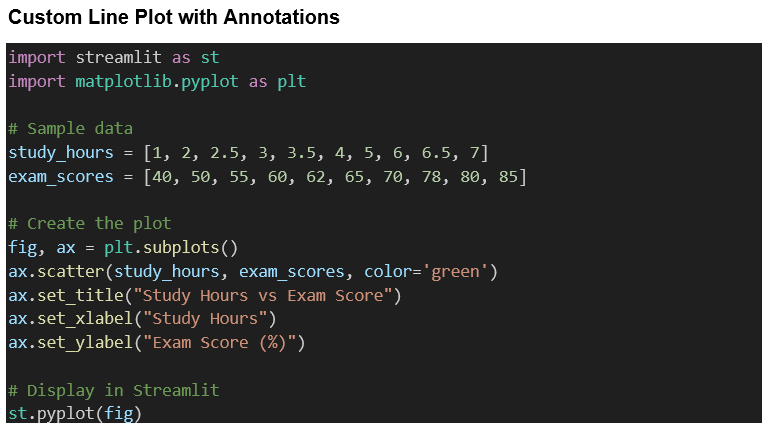 Custom Line Plot with Annotations
import streamlit as st
import matplotlib.pyplot as plt
# Sample data
study_hours = [1, 2, 2.5, 3, 3.5, 4, 5, 6, 6.5, 7]
exam_scores = [40, 50, 55, 60, 62, 65, 70, 78, 80, 85]
# Create the plot
fig, ax = plt.subplots()
ax.scatter(study_hours, exam_scores, color='green')
ax.set_title("Study Hours vs Exam Score")
ax.set_xlabel("Study Hours")
ax.set_ylabel("Exam Score (%)")
# Display in Streamlit
st.pyplot(fig)